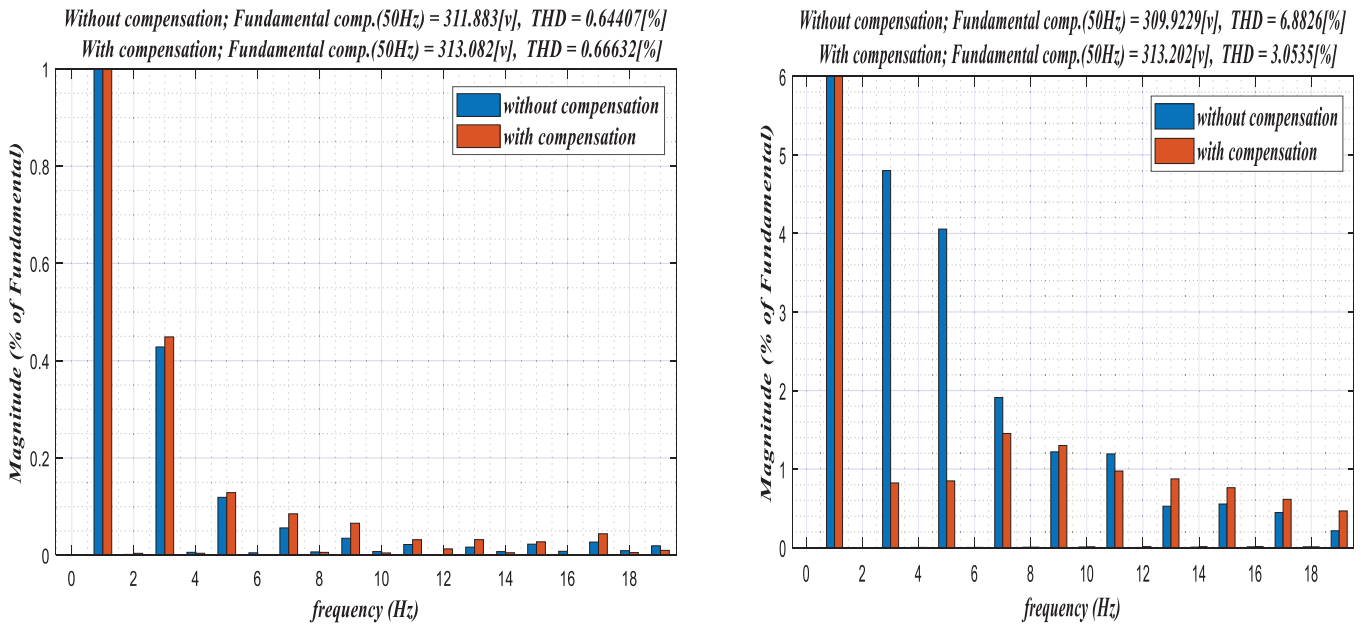 Without compensation; Fundamental comp.(50Hz) = 311.883[v], THD = 0.64407[%]
With compensation; Fundamental comp.(50Hz) = 313.082[v], THD = 0.66632[%]
1
0.8
0.6
0.4
0.2
0
Magnitude (% of Fundamental)
without compensation
with compensation
0 2 4 6 8 10 12 14 16 18
frequency (Hz)
Without compensation; Fundamental comp.(50Hz) = 309.9229[v], THD = 6.8826[%]
With compensation; Fundamental comp.(50Hz) = 313.202[v], THD = 3.0535[%]
6
5
4
3
2
1
0
Magnitude (% of Fundamental)
without compensation
with compensation
0 2 4 6 8 10 12 14 16 18
frequency (Hz)